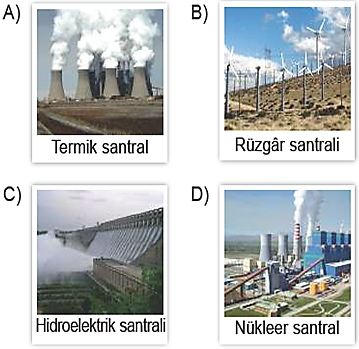 A)
Termik santral
B)
Rüzgâr santrali
C)
Hidroelektrik santrali
D)
Nükleer santral